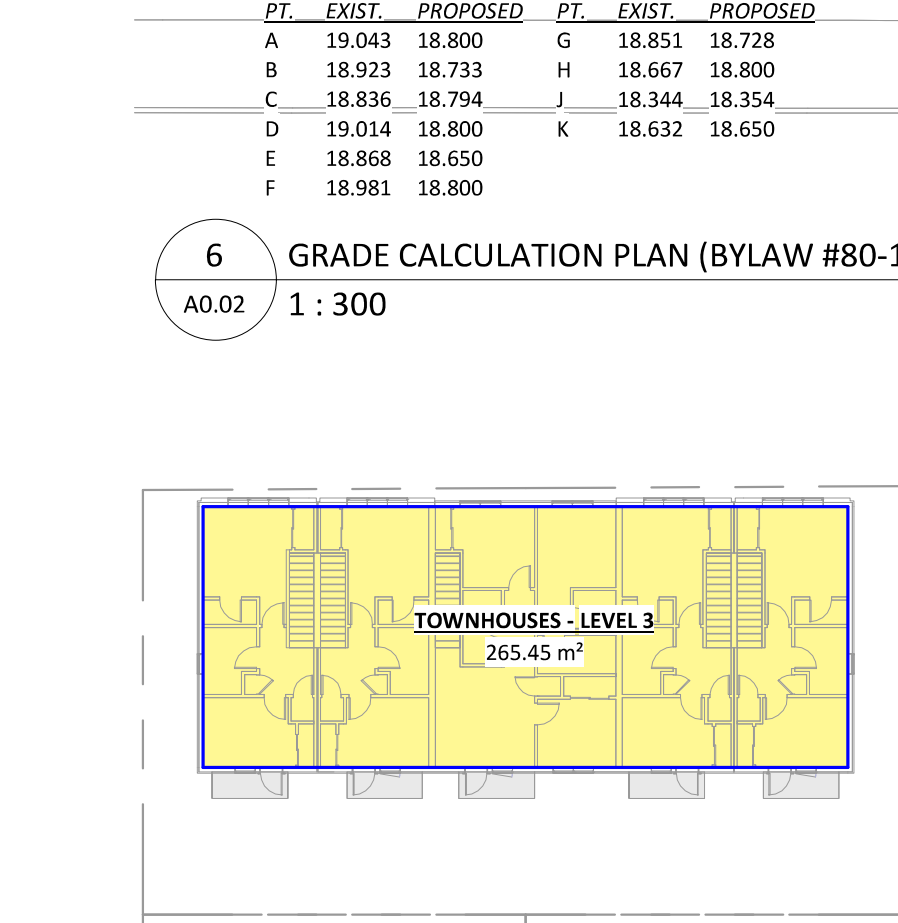 PT. EXIST. PROPOSED PT. EXIST. PROPOSED
A 19.043 18.800 G 18.851 18.728
B 18.923 18.733 H 18.667 18.800
C 18.836 18.794 J 18.344 18.354
D 19.014 18.800 K 18.632 18.650
E 18.868 18.650
F 18.981 18.800
6 GRADE CALCULATION PLAN (BYLAW #80-1
A0.02 1 : 300
TOWNHOUSES - LEVEL 3
265.45 m²